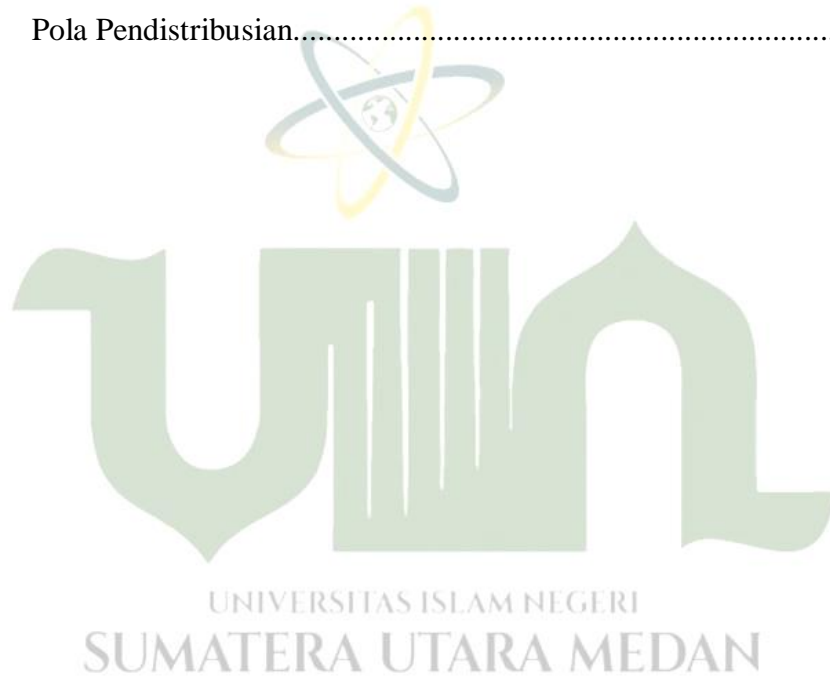 Pola Pendistribusian......................................................................
UNIVERSITAS ISLAM NEGERI
SUMATERA UTARA MEDAN